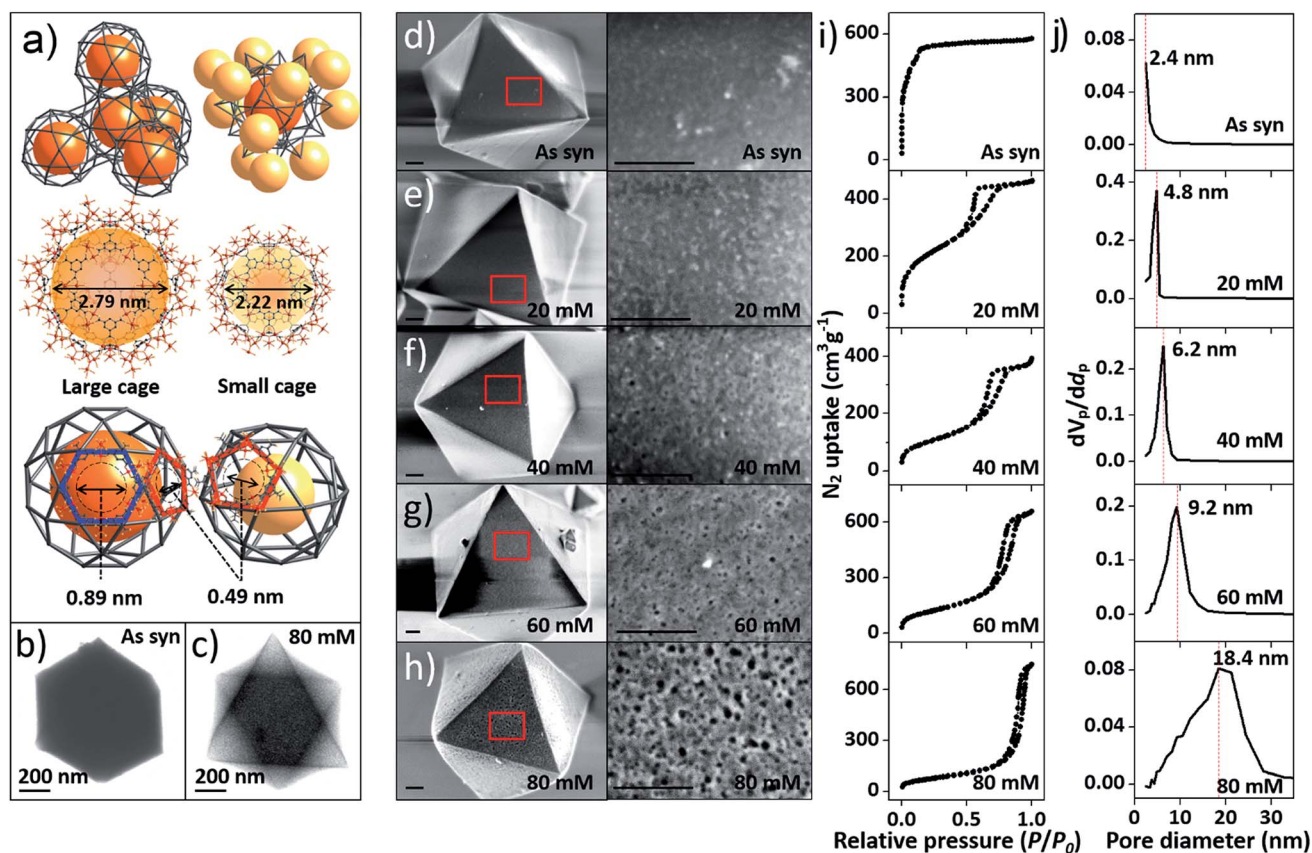 a)
2.79 nm
2.22 nm
Large cage
Small cage
0.89 nm
0.49 nm
b)
As syn
200 nm
c)
80 mM
200 nm
d)
As syn
As syn
e)
20 mM
20 mM
f)
40 mM
40 mM
g)
60 mM
60 mM
h)
80 mM
80 mM
i)
N₂ uptake (cm³g⁻¹)
600
300
0
As syn
400
200
0
20 mM
400
200
0
40 mM
600
300
0
60 mM
600
300
0
80 mM
0.0 0.5 1.0
Relative pressure (P/P₀)
j)
dVₚ/ddₚ
0.08
0.04
0.00
2.4 nm
As syn
0.4
0.2
0.0
4.8 nm
20 mM
0.2
0.1
0.0
6.2 nm
40 mM
0.2
0.1
0.0
9.2 nm
60 mM
0.08
0.04
0.00
18.4 nm
80 mM
0 10 20 30
Pore diameter (nm)